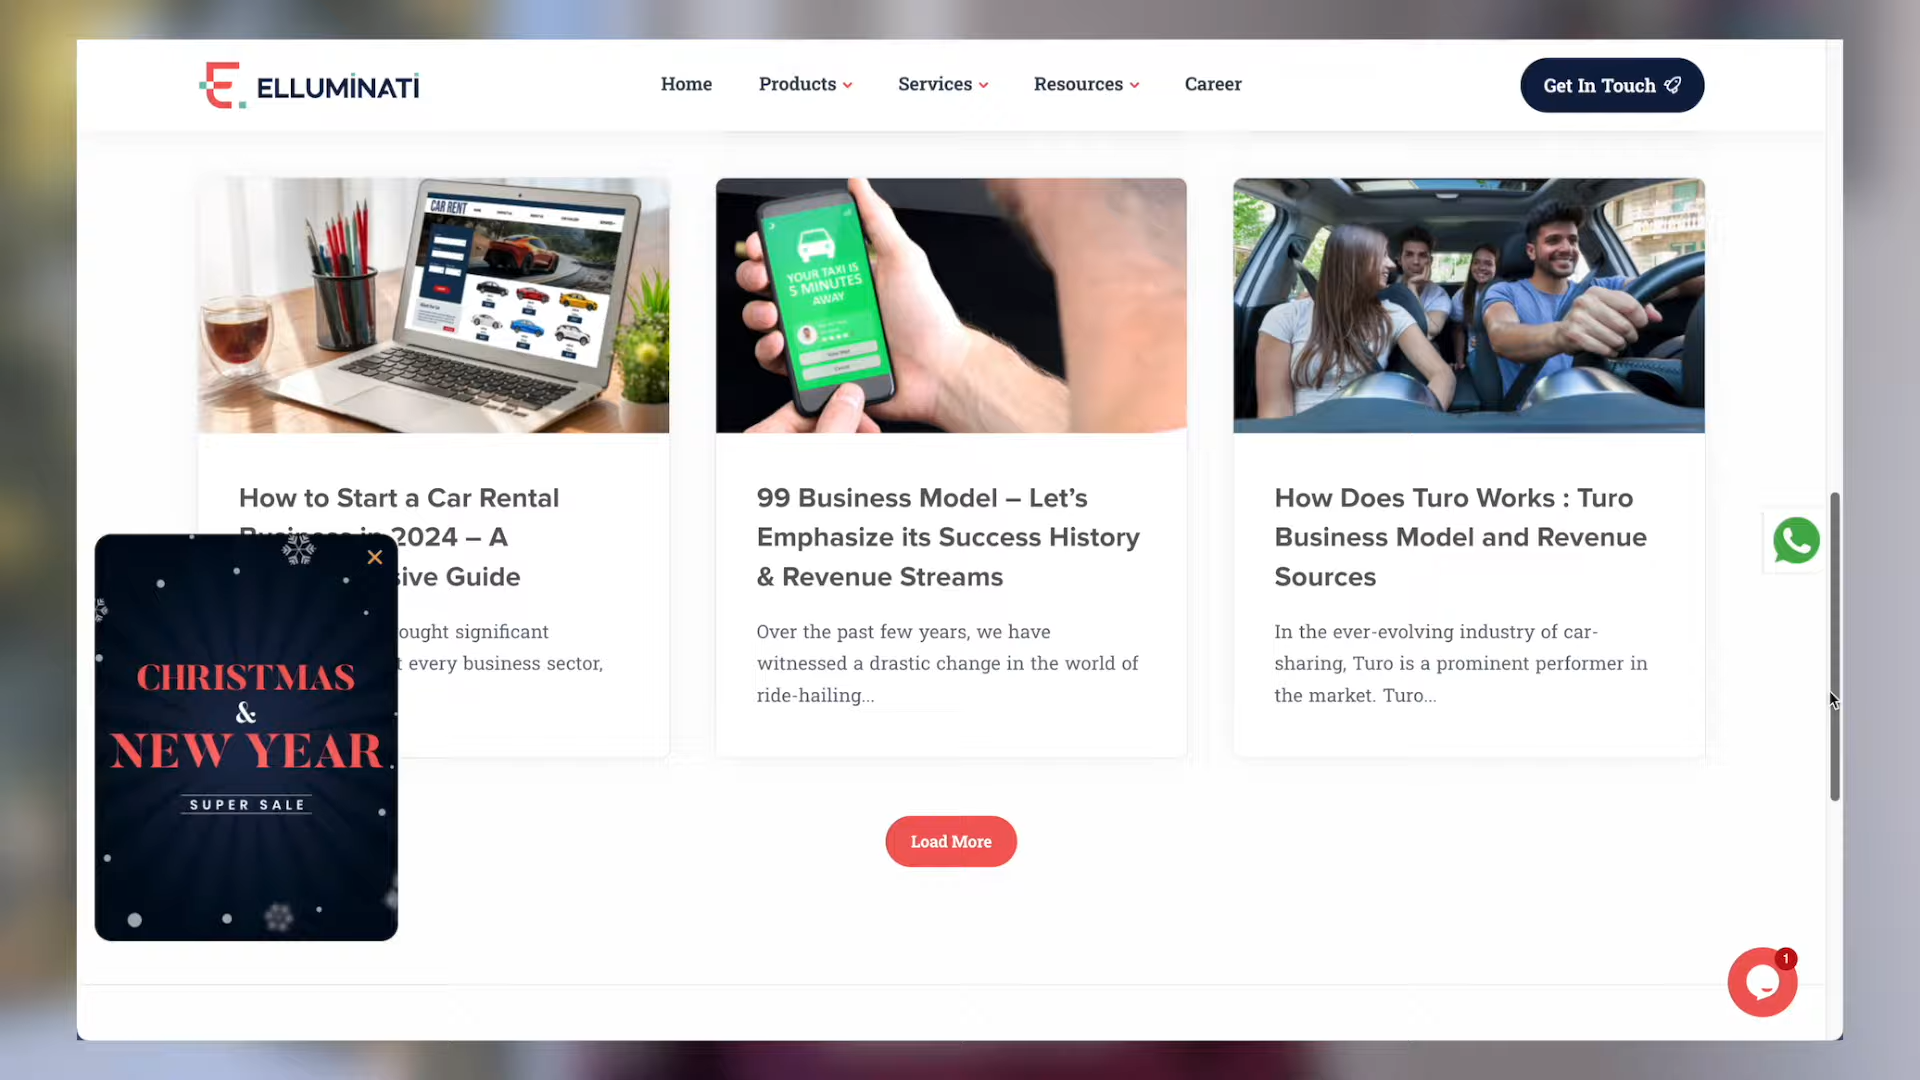 ELLUMINATI
Home
Products
Services
Resources
Career
Get In Touch
CAR RENT
YOUR TAXI IS
5 MINUTES
AWAY
How to Start a Car Rental
Business in 2024 – A
sive Guide
ought significant
t every business sector,
99 Business Model – Let’s
Emphasize its Success History
& Revenue Streams
Over the past few years, we have
witnessed a drastic change in the world of
ride-hailing...
How Does Turo Works : Turo
Business Model and Revenue
Sources
In the ever-evolving industry of car-
sharing, Turo is a prominent performer in
the market. Turo...
CHRISTMAS
&
NEW YEAR
SUPER SALE
Load More
1